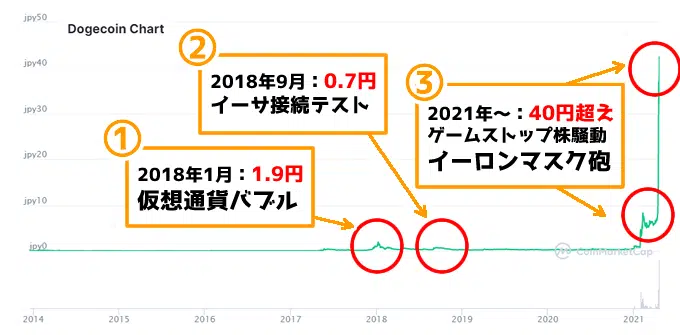 jpy50
Dogecoin Chart
jpy40
jpy30
jpy20
jpy10
jpy0
①
2018年1月：1.9円
仮想通貨バブル
②
2018年9月：0.7円
イーサ接続テスト
③
2021年～：40円超え
ゲームストップ株騒動
イーロンマスク砲
CoinMarketCap
2014
2015
2016
2017
2018
2019
2020
2021